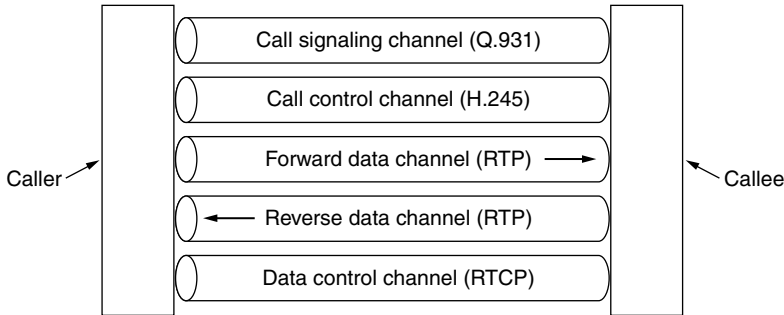 Call signaling channel (Q.931)
Call control channel (H.245)
Forward data channel (RTP)
Caller
Callee
Reverse data channel (RTP)
Data control channel (RTCP)